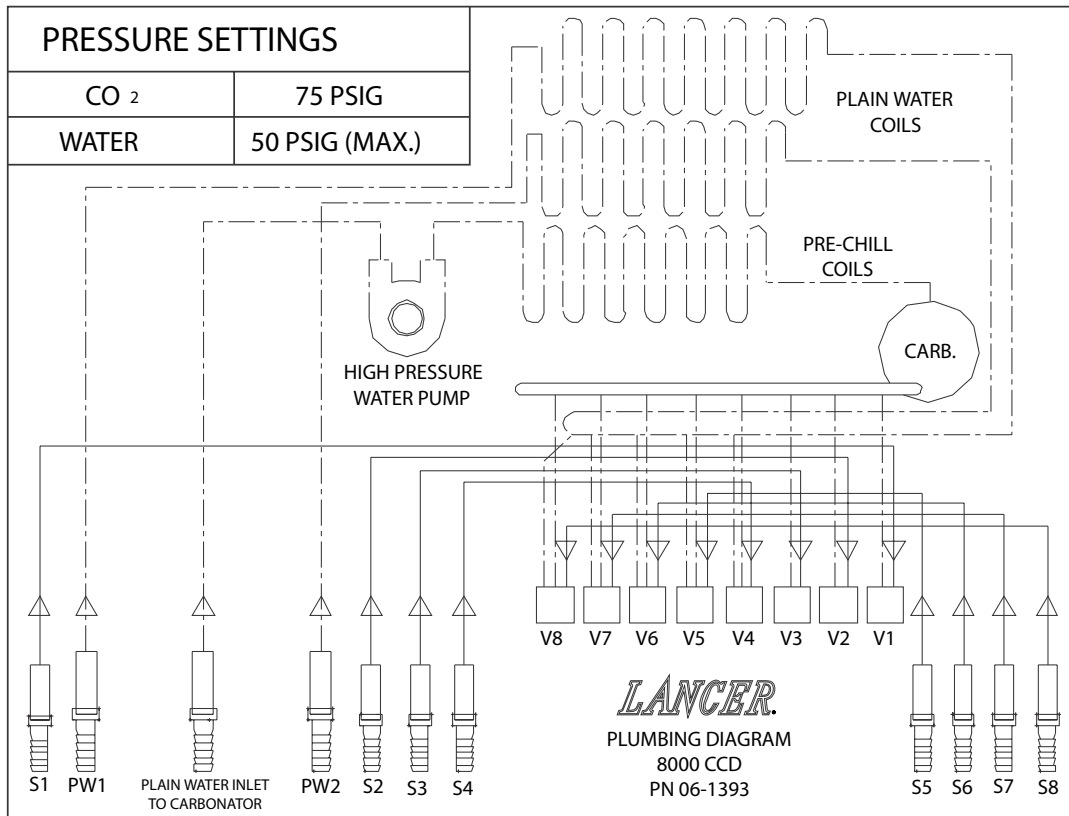 PRESSURE SETTINGS
CO 2 75 PSIG
WATER 50 PSIG (MAX.)
PLAIN WATER
COILS
PRE-CHILL
COILS
CARB.
HIGH PRESSURE
WATER PUMP
V8 V7 V6 V5 V4 V3 V2 V1
LANCER.
PLUMBING DIAGRAM
8000 CCD
PN 06-1393
S1 PW1 PLAIN WATER INLET
TO CARBONATOR
PW2 S2 S3 S4 S5 S6 S7 S8